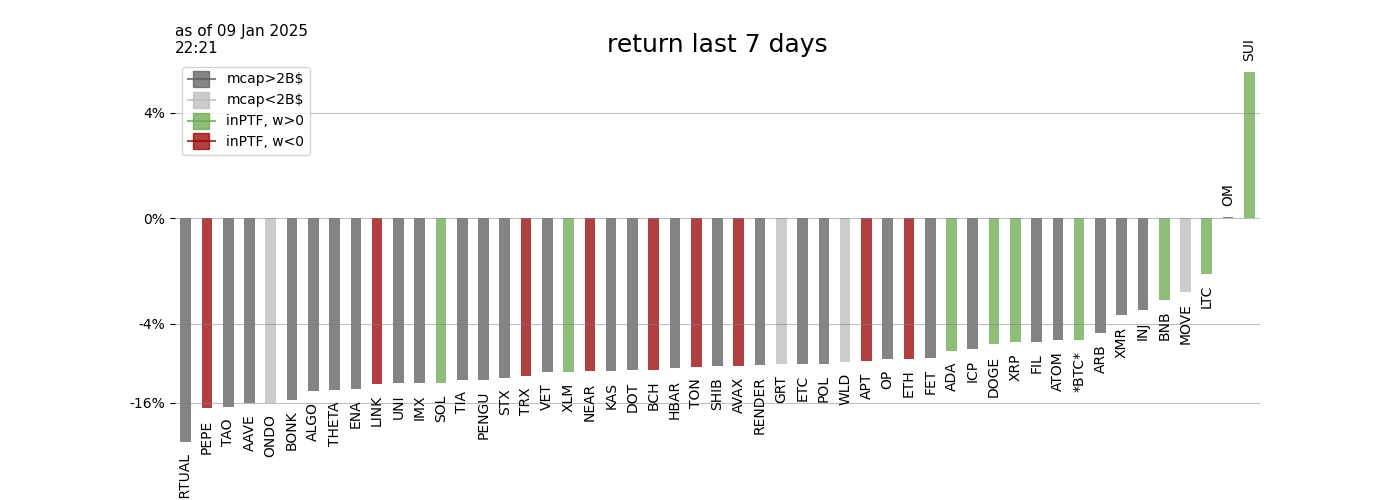 as of 09 Jan 2025
22:21
return last 7 days
mcap>2B$
mcap<2B$
inPTF, w>0
inPTF, w<0
4%
0%
-4%
-16%
RTUAL
PEPE
TAO
AAVE
ONDO
BONK
ALGO
THETA
ENA
LINK
UNI
IMX
SOL
TIA
PENGU
STX
TRX
VET
XLM
NEAR
KAS
DOT
BCH
HBAR
TON
SHIB
AVAX
RENDER
GRT
ETC
POL
WLD
APT
OP
ETH
FET
ADA
ICP
DOGE
XRP
FIL
ATOM
*BTC*
ARB
XMR
INJ
BNB
MOVE
LTC
OM
SUI